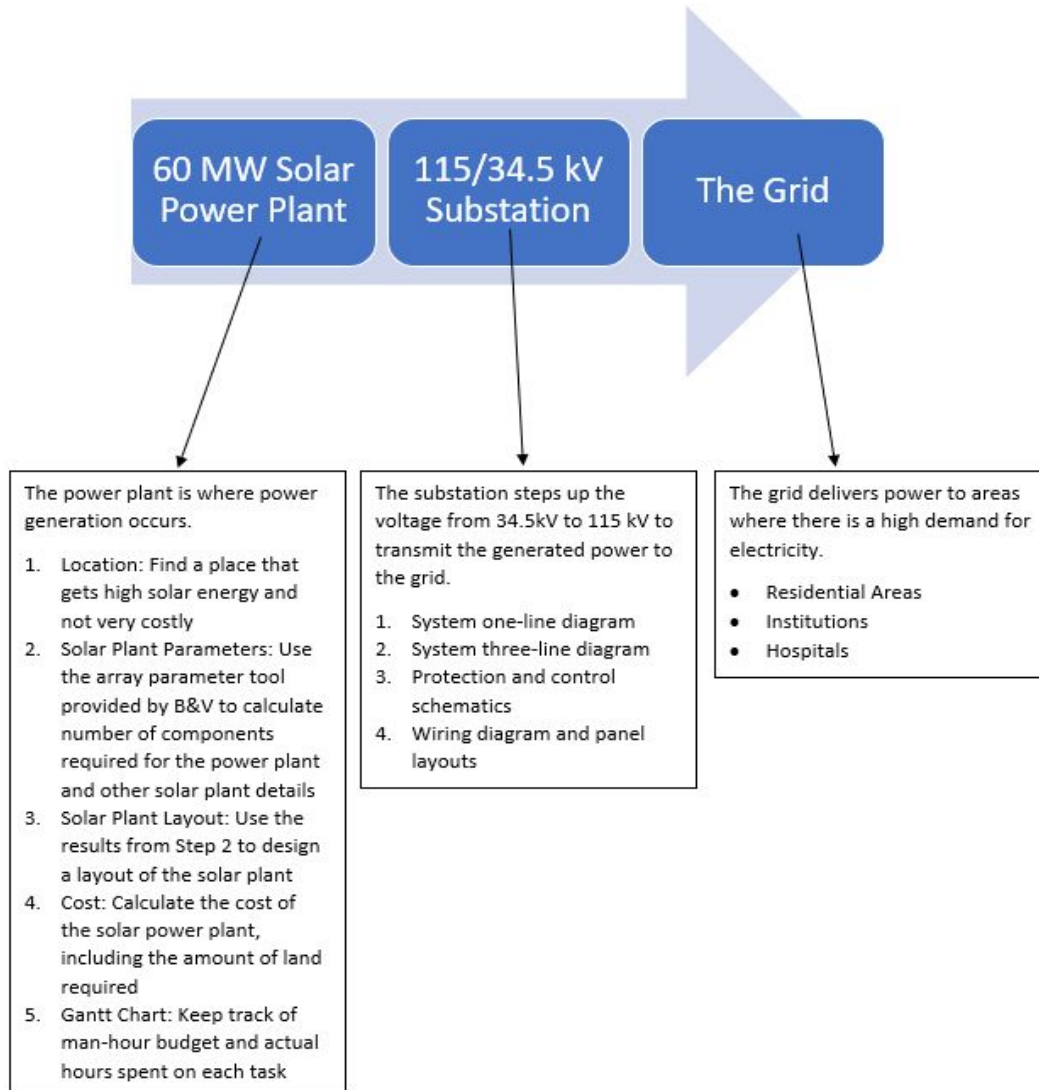 60 MW Solar
Power Plant
115/34.5 kV
Substation
The Grid
The power plant is where power
generation occurs.
1. Location: Find a place that
gets high solar energy and
not very costly
2. Solar Plant Parameters: Use
the array parameter tool
provided by B&V to calculate
number of components
required for the power plant
and other solar plant details
3. Solar Plant Layout: Use the
results from Step 2 to design
a layout of the solar plant
4. Cost: Calculate the cost of
the solar power plant,
including the amount of land
required
5. Gantt Chart: Keep track of
man-hour budget and actual
hours spent on each task
The substation steps up the
voltage from 34.5kV to 115 kV to
transmit the generated power to
the grid.
1. System one-line diagram
2. System three-line diagram
3. Protection and control
schematics
4. Wiring diagram and panel
layouts
The grid delivers power to areas
where there is a high demand for
electricity.
• Residential Areas
• Institutions
• Hospitals